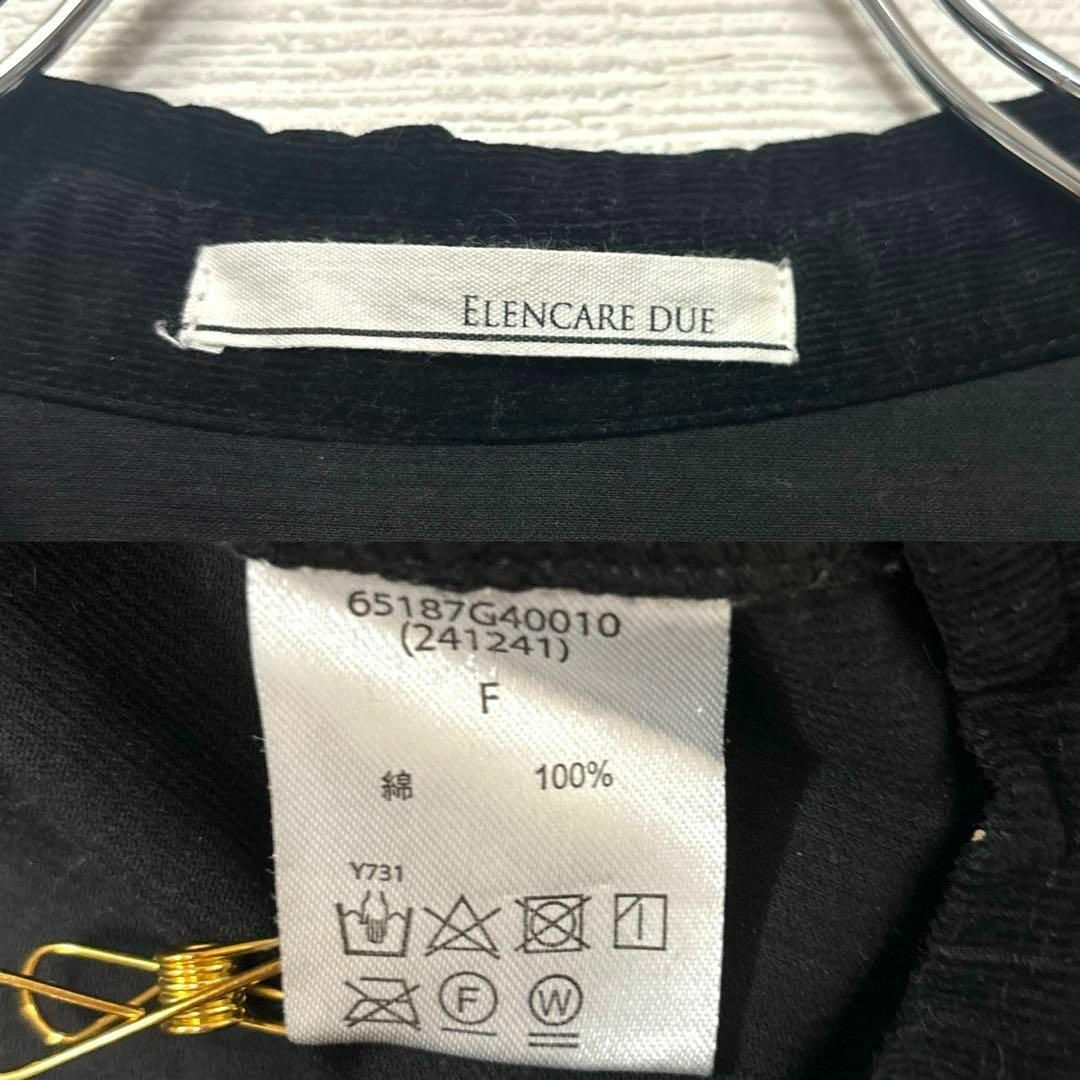 ELENCARE DUE
65187G40010
(241241)
F
綿 100%
Y731
F W